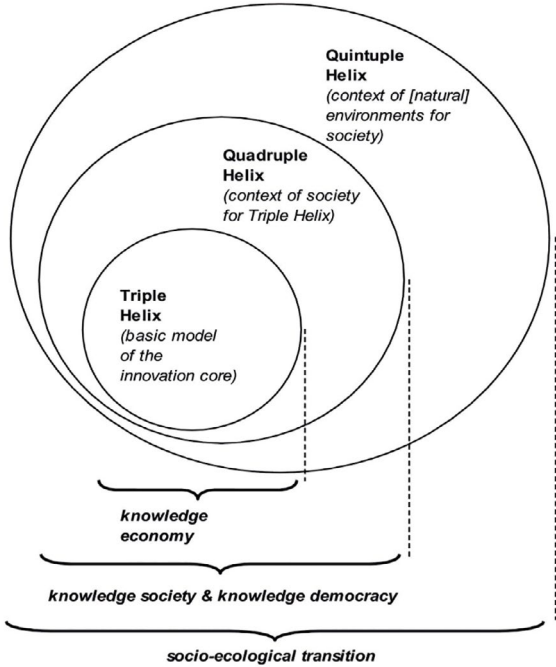 Quintuple
Helix
(context of [natural]
environments for
society)
Quadruple
Helix
(context of society
for Triple Helix)
Triple
Helix
(basic model
of the
innovation core)
knowledge
economy
knowledge society & knowledge democracy
socio-ecological transition